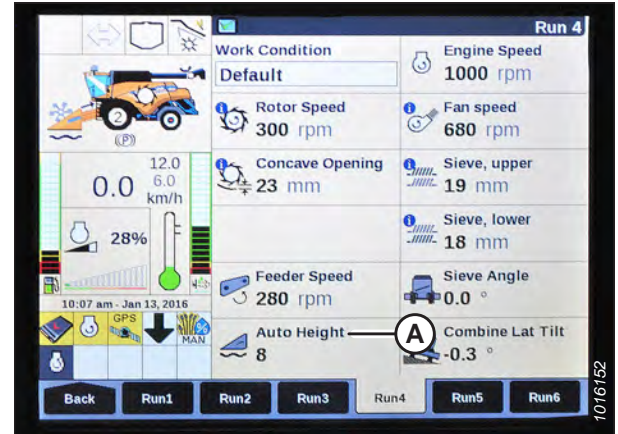 Run 4
Work Condition
Default
Engine Speed
1000 rpm
Rotor Speed
300 rpm
Fan speed
680 rpm
Concave Opening
23 mm
Sieve, upper
19 mm
Sieve, lower
18 mm
Feeder Speed
280 rpm
Sieve Angle
0.0 °
Auto Height
A
8
Combine Lat Tilt
-0.3 °
2
(P)
12.0
0.0
6.0
km/h
28%
10:07 am - Jan 13, 2016
GPS
%
MAN
Back
Run1
Run2
Run3
Run4
Run5
Run6
1016152